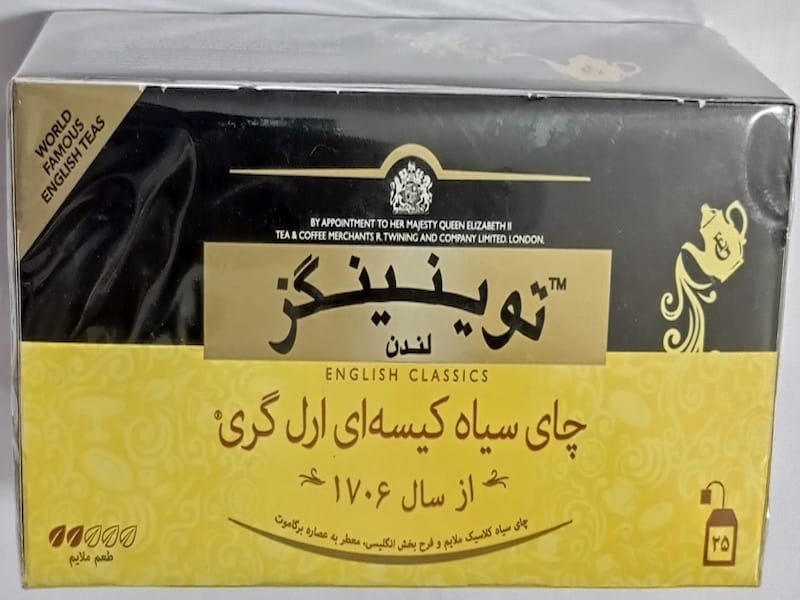 WORLD
FAMOUS
ENGLISH TEAS
BY APPOINTMENT TO HER MAJESTY QUEEN ELIZABETH II
TEA & COFFEE MERCHANTS R. TWINING AND COMPANY LIMITED. LONDON.
EG
توینینگز™
لندن
ENGLISH CLASSICS
چای سیاه کیسه‌ای ارل گری®
از سال ۱۷۰۶
چای سیاه کلاسیک ملایم و فرح بخش انگلیسی، معطر به عصاره برگاموت
طعم ملایم
۲۵